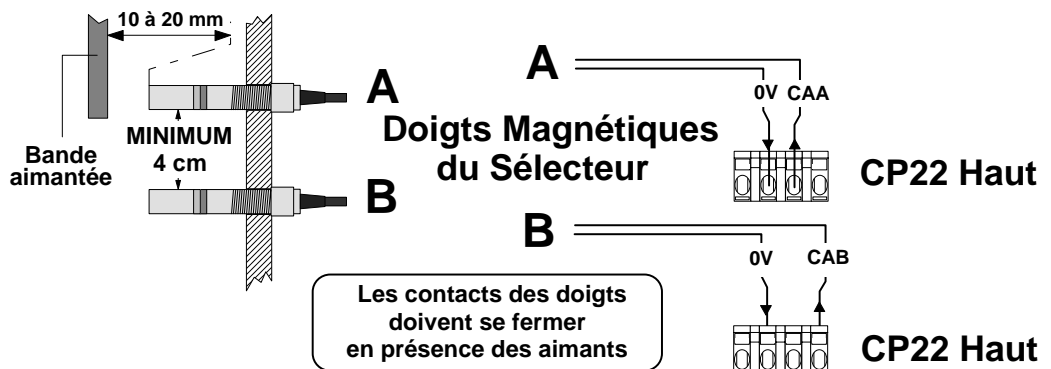 10 à 20 mm
A
MINIMUM
4 cm
Bande
aimantée
B
Doigts Magnétiques
du Sélecteur
A
0V
CAA
CP22 Haut
B
0V
CAB
CP22 Haut
Les contacts des doigts
doivent se fermer
en présence des aimants